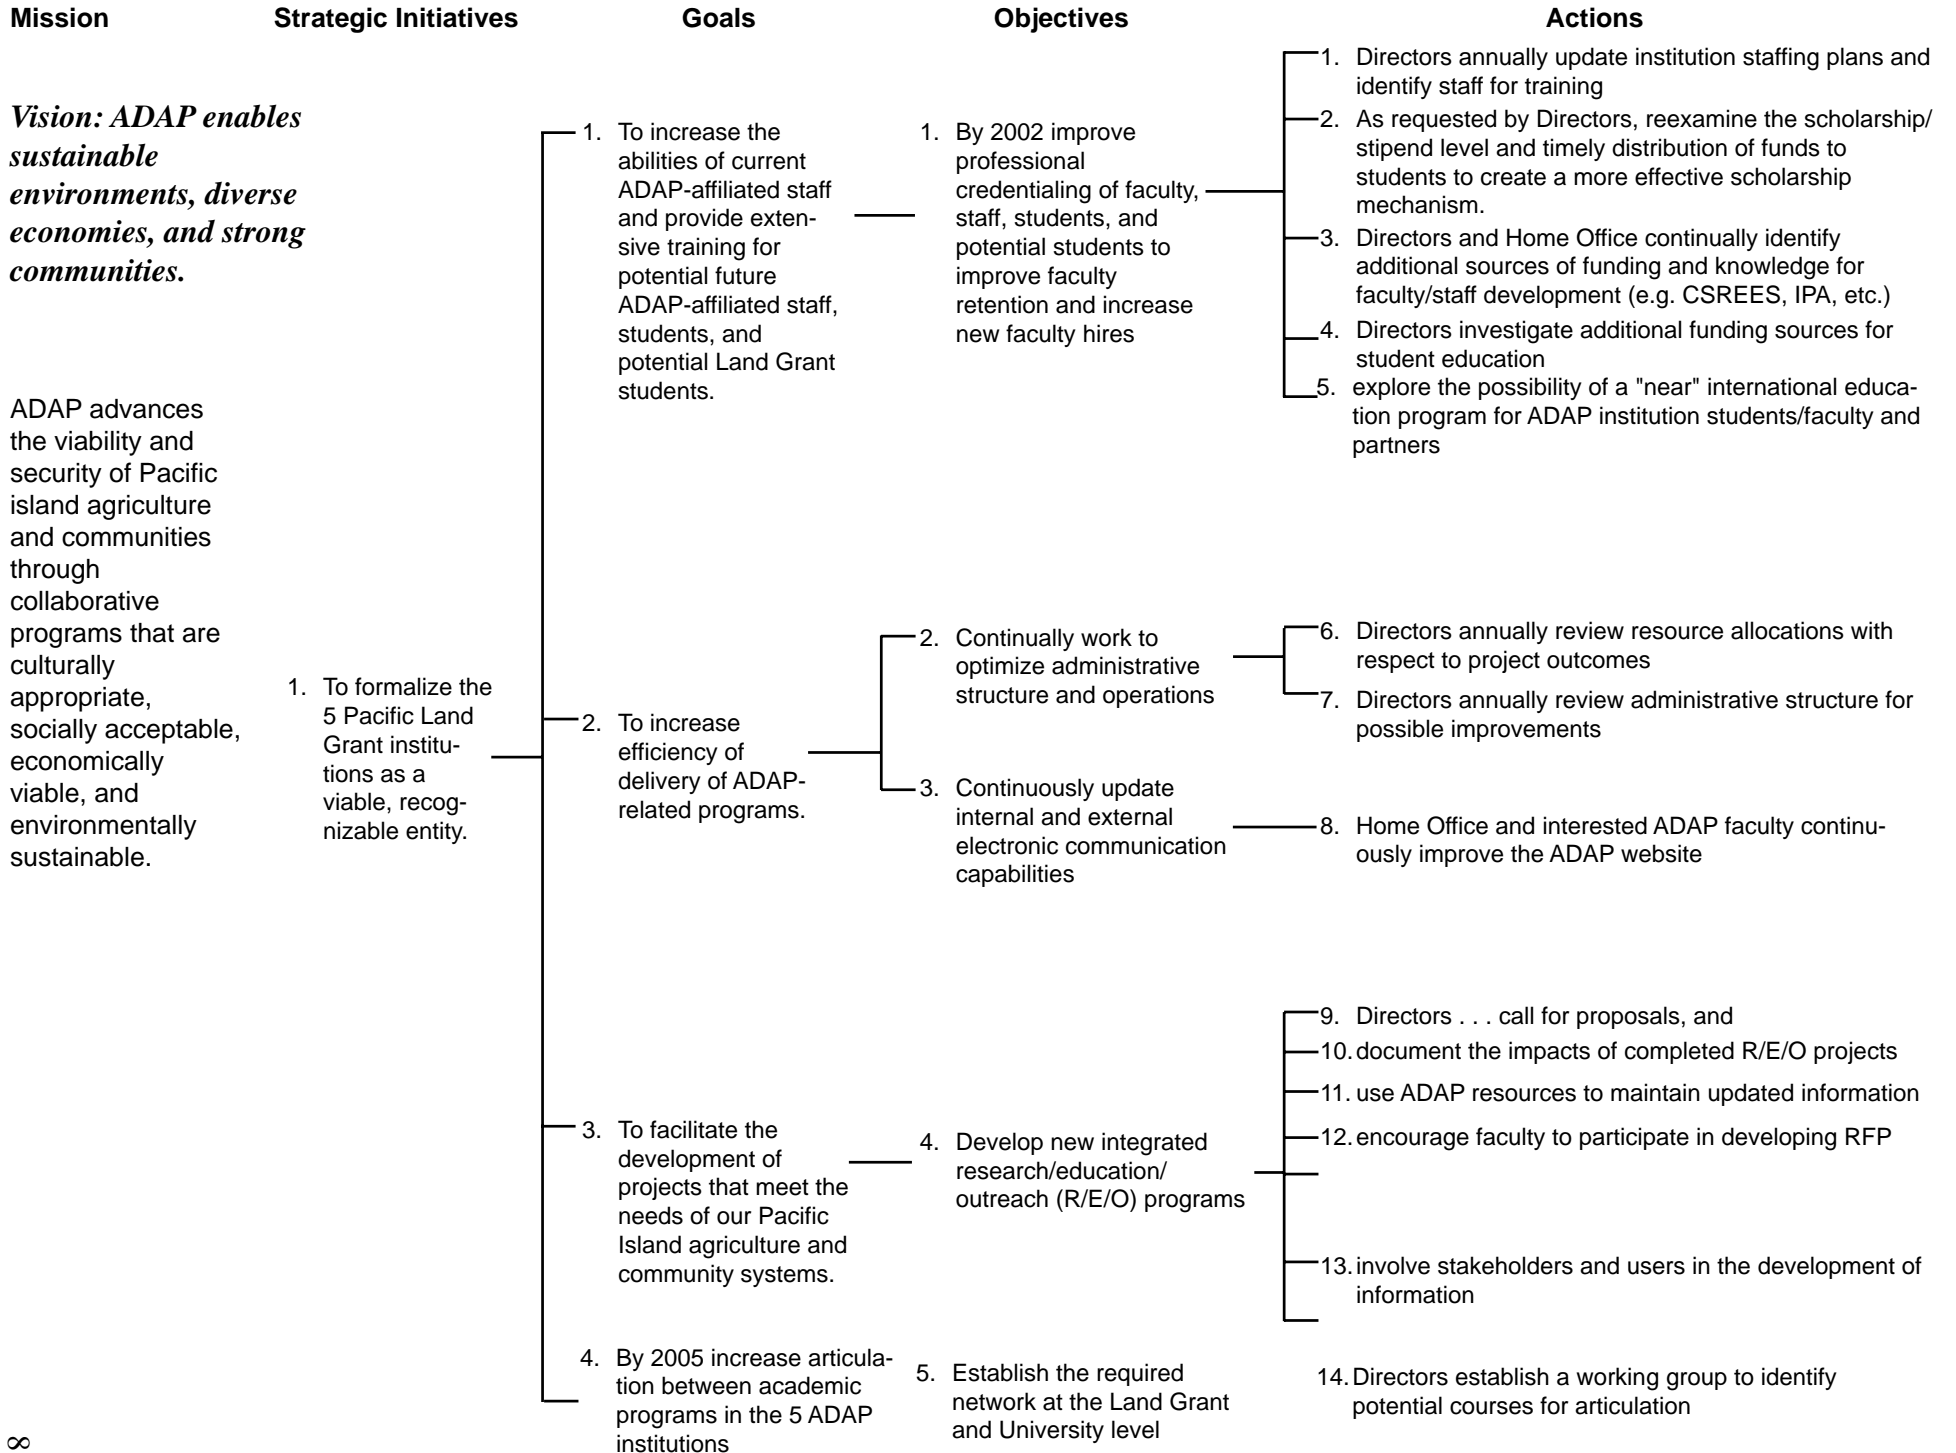 Mission
Strategic Initiatives
Goals
Objectives
Actions
Vision: ADAP enables
sustainable
environments, diverse
economies, and strong
communities.
ADAP advances
the viability and
security of Pacific
island agriculture
and communities
through
collaborative
programs that are
culturally
appropriate,
socially acceptable,
economically
viable, and
environmentally
sustainable.
1. To formalize the
5 Pacific Land
Grant institu-
tions as a
viable, recog-
nizable entity.
1. To increase the
abilities of current
ADAP-affiliated staff
and provide exten-
sive training for
potential future
ADAP-affiliated staff,
students, and
potential Land Grant
students.
1. By 2002 improve
professional
credentialing of faculty,
staff, students, and
potential students to
improve faculty
retention and increase
new faculty hires
1. Directors annually update institution staffing plans and
identify staff for training
2. As requested by Directors, reexamine the scholarship/
stipend level and timely distribution of funds to
students to create a more effective scholarship
mechanism.
3. Directors and Home Office continually identify
additional sources of funding and knowledge for
faculty/staff development (e.g. CSREES, IPA, etc.)
4. Directors investigate additional funding sources for
student education
5. explore the possibility of a "near" international educa-
tion program for ADAP institution students/faculty and
partners
2. To increase
efficiency of
delivery of ADAP-
related programs.
2. Continually work to
optimize administrative
structure and operations
6. Directors annually review resource allocations with
respect to project outcomes
7. Directors annually review administrative structure for
possible improvements
3. Continuously update
internal and external
electronic communication
capabilities
8. Home Office and interested ADAP faculty continu-
ously improve the ADAP website
3. To facilitate the
development of
projects that meet the
needs of our Pacific
Island agriculture and
community systems.
4. Develop new integrated
research/education/
outreach (R/E/O) programs
9. Directors . . . call for proposals, and
10. document the impacts of completed R/E/O projects
11. use ADAP resources to maintain updated information
12. encourage faculty to participate in developing RFP
13. involve stakeholders and users in the development of
information
4. By 2005 increase articula-
tion between academic
programs in the 5 ADAP
institutions
5. Establish the required
network at the Land Grant
and University level
14. Directors establish a working group to identify
potential courses for articulation
8